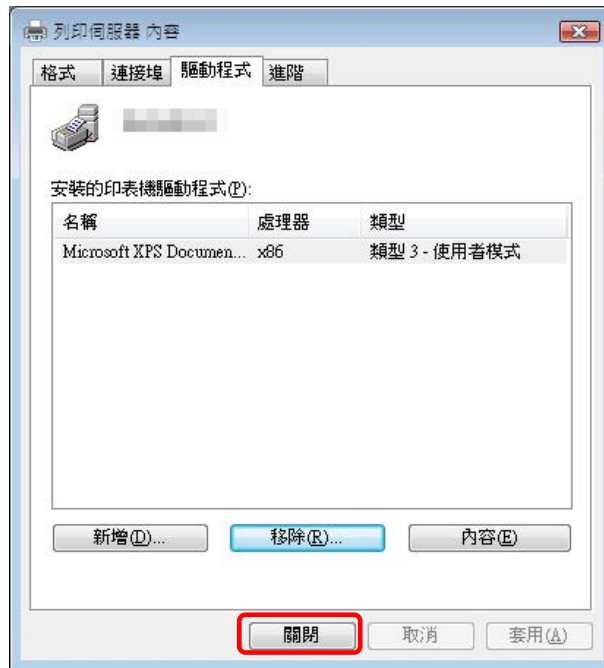 列印伺服器 內容
格式 連接埠 驅動程式 進階
安裝的印表機驅動程式(P):
名稱 處理器 類型
Microsoft XPS Documen... x86 類型 3 - 使用者模式
新增(D)... 移除(R)... 內容(E)
關閉 取消 套用(A)